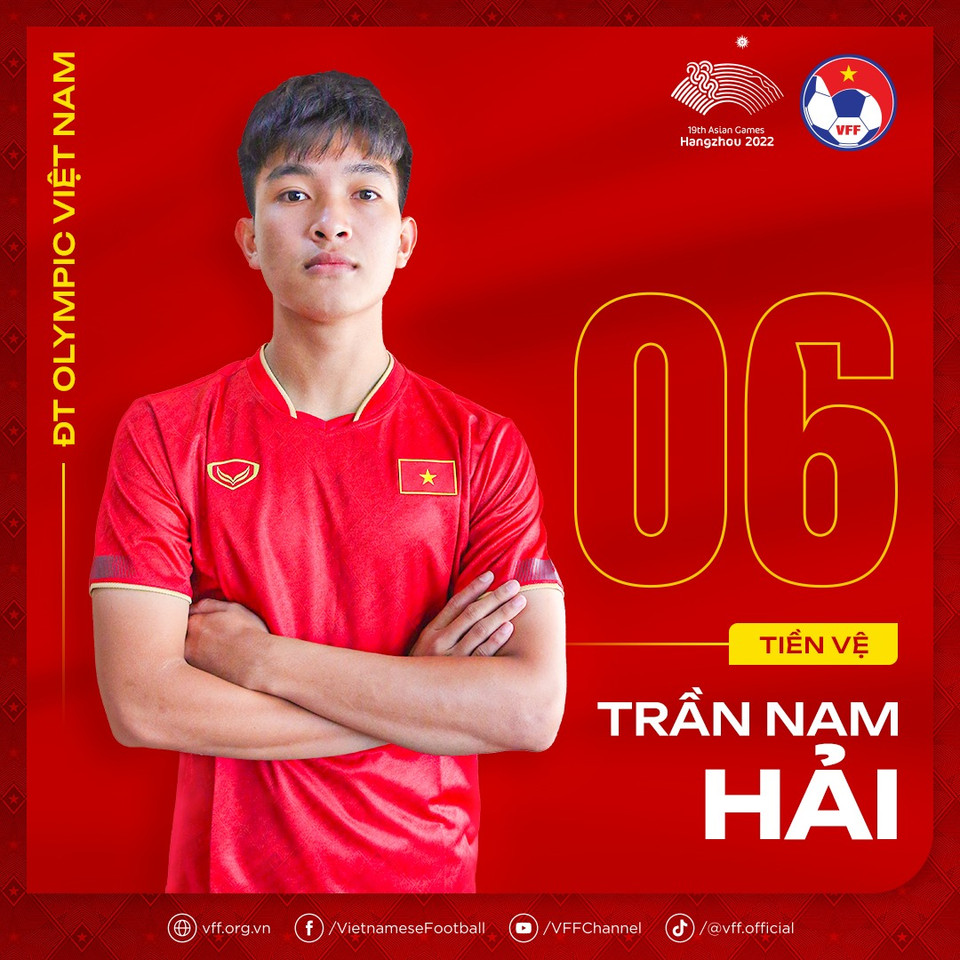 ĐT OLYMPIC VIỆT NAM
19th Asian Games
Hangzhou 2022
VFF
06
TIỀN VỆ
TRẦN NAM
HẢI
vff.org.vn
/VietnameseFootball
/VFFChannel
/@vff.official